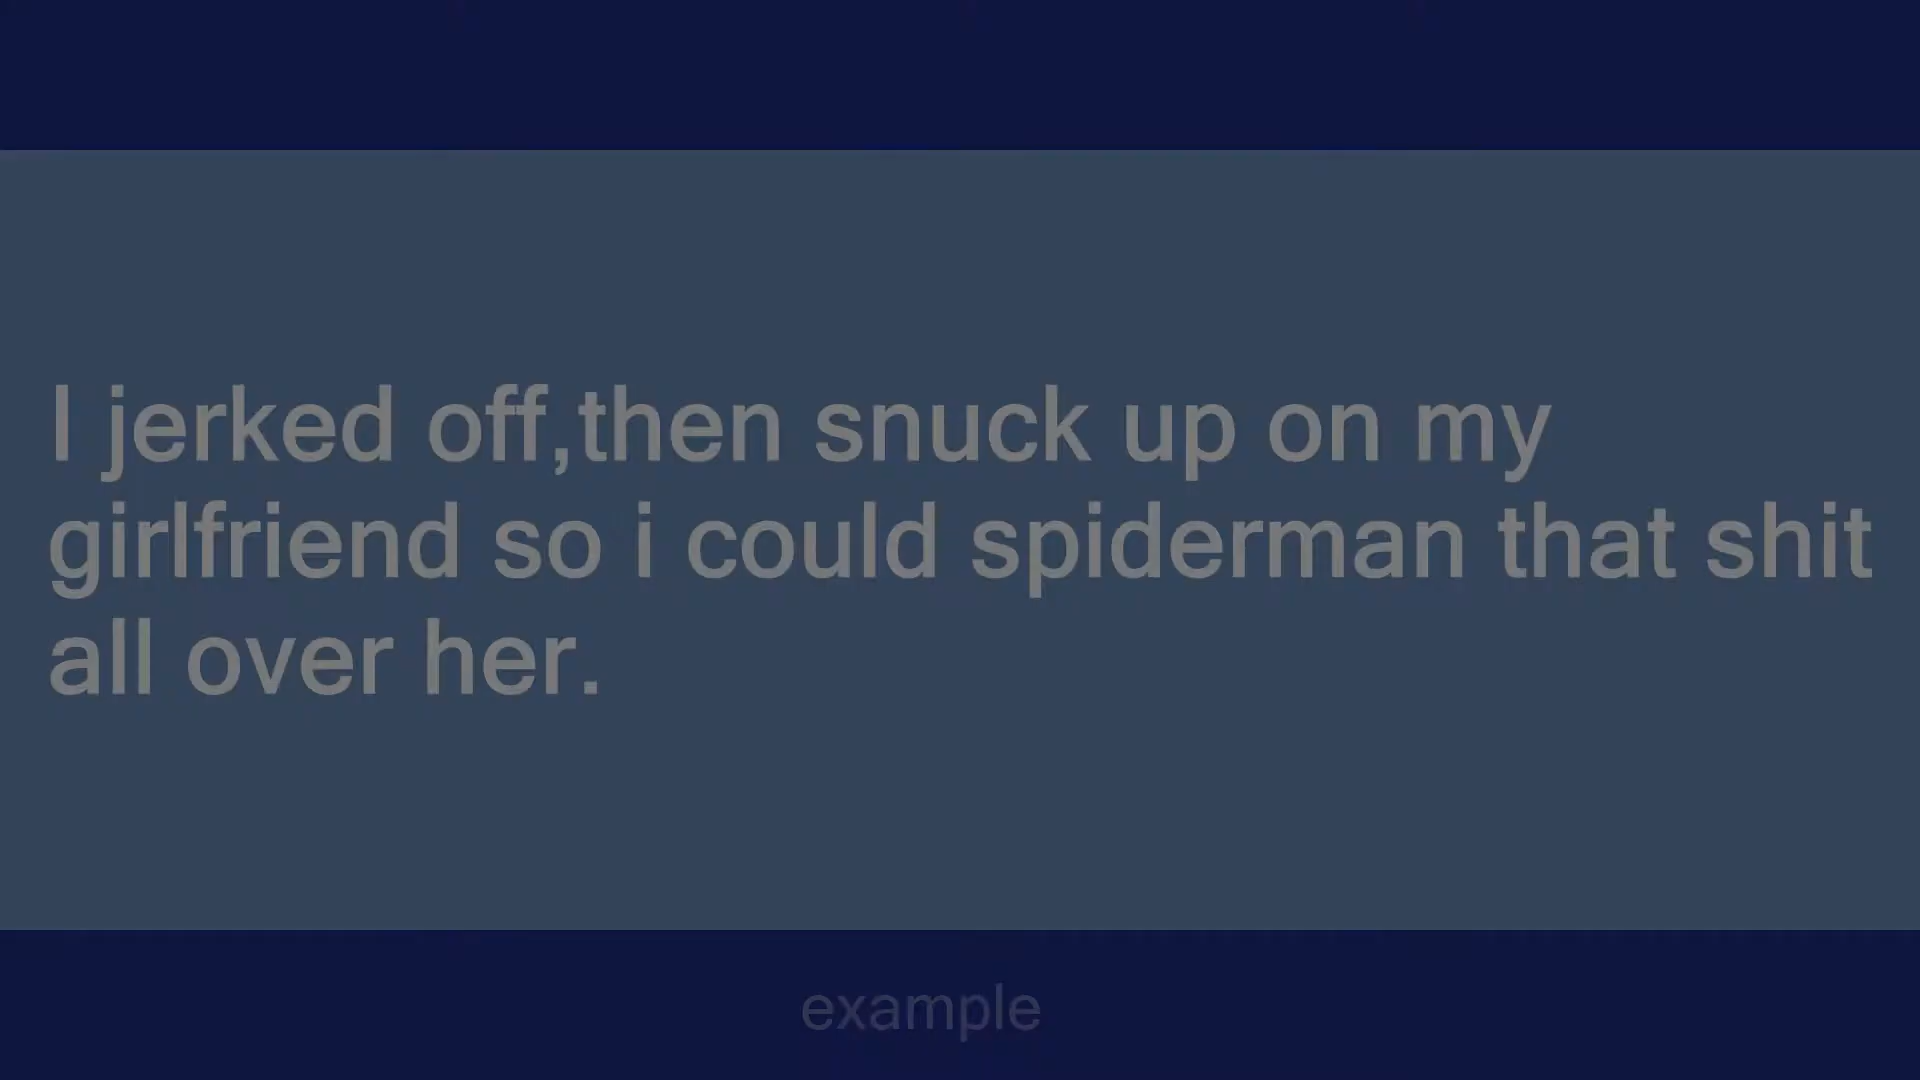 I jerked off,then snuck up on my
girlfriend so i could spiderman that shit
all over her.
example